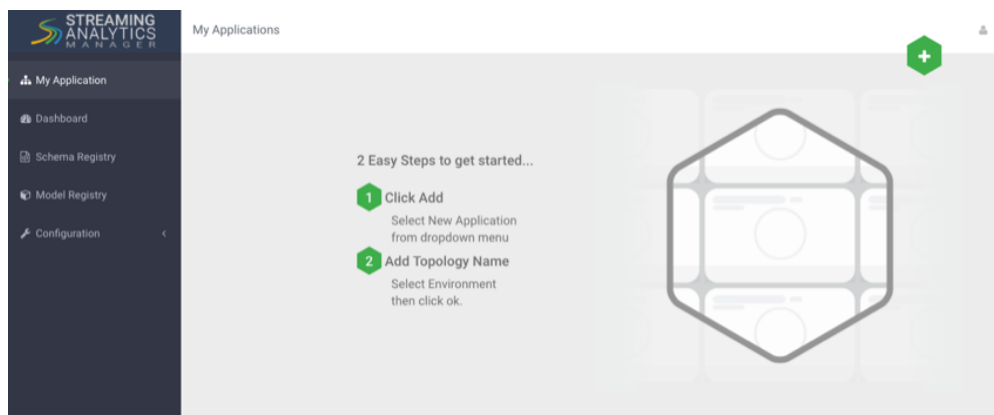 STREAMING
ANALYTICS
MANAGER
My Applications
+
My Application
Dashboard
Schema Registry
Model Registry
Configuration
2 Easy Steps to get started...
1 Click Add
Select New Application
from dropdown menu
2 Add Topology Name
Select Environment
then click ok.